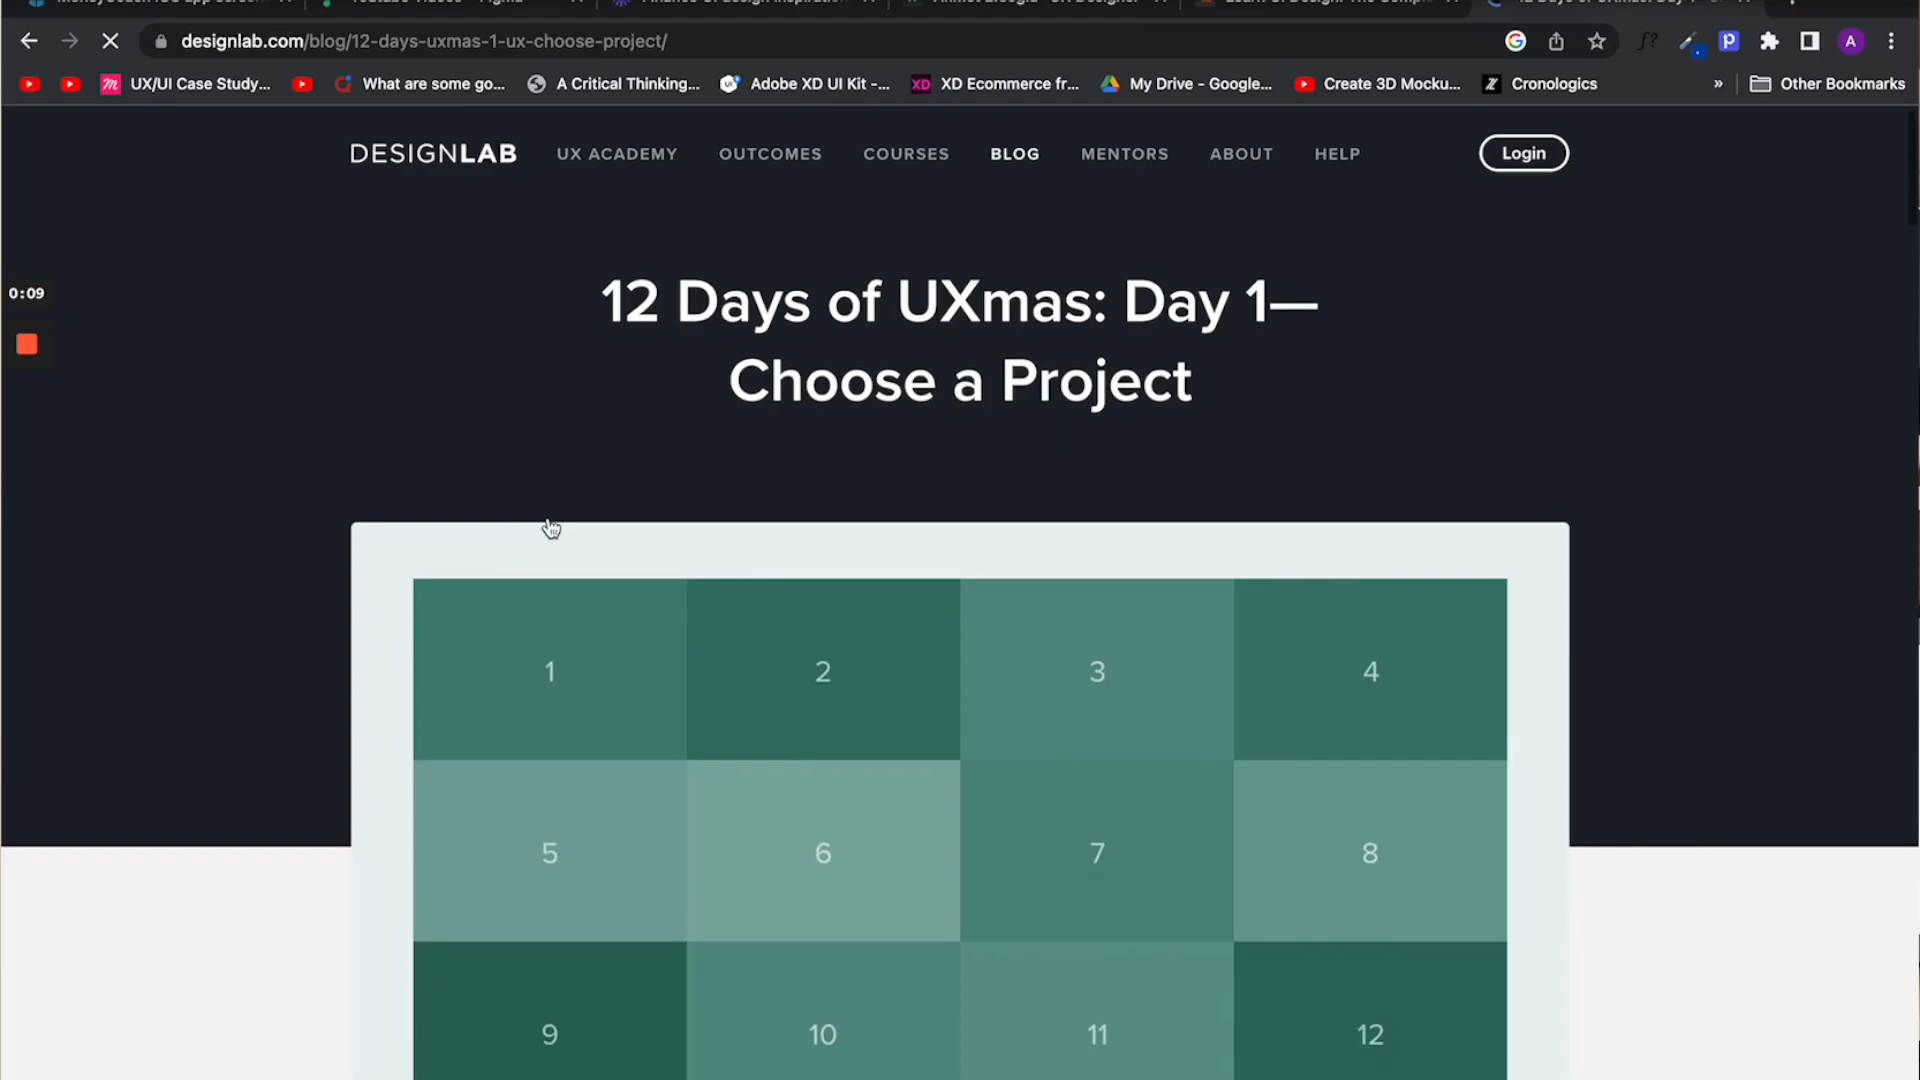 designlab.com/blog/12-days-uxmas-1-ux-choose-project/
UX/UI Case Study... What are some go... A Critical Thinking... Adobe XD UI Kit -... XD XD Ecommerce fr... My Drive - Google... Create 3D Mocku... Z Cronologics » Other Bookmarks
DESIGNLAB UX ACADEMY OUTCOMES COURSES BLOG MENTORS ABOUT HELP Login
12 Days of UXmas: Day 1—
Choose a Project
0:09
1 2 3 4
5 6 7 8
9 10 11 12